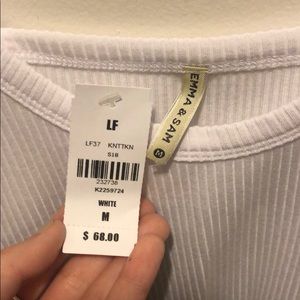 EMMA & SAM
M
LF
LF37 KNTTKN
S18
232738
K2259724
WHITE
M
$ 68.00